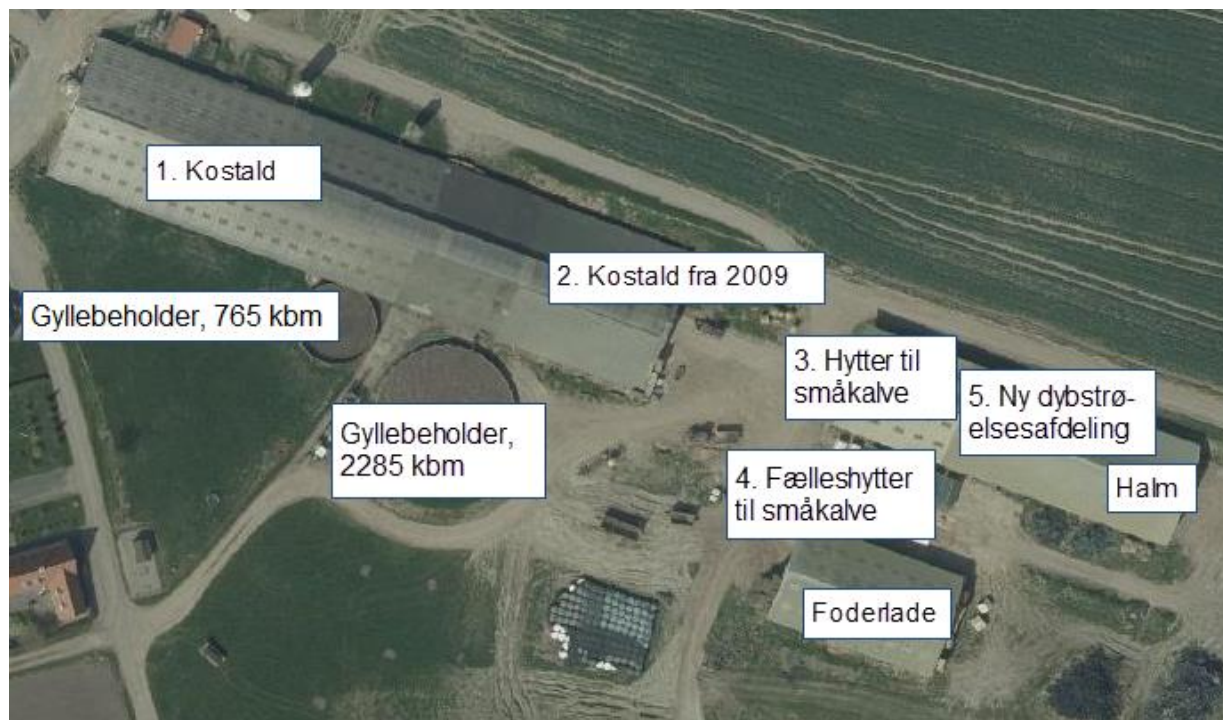 1. Kostald
2. Kostald fra 2009
Gyllebeholder, 765 kbm
3. Hytter til
småkalve
5. Ny dybstrø-
elsesafdeling
Gyllebeholder,
2285 kbm
4. Fælleshytter
til småkalve
Halm
Foderlade